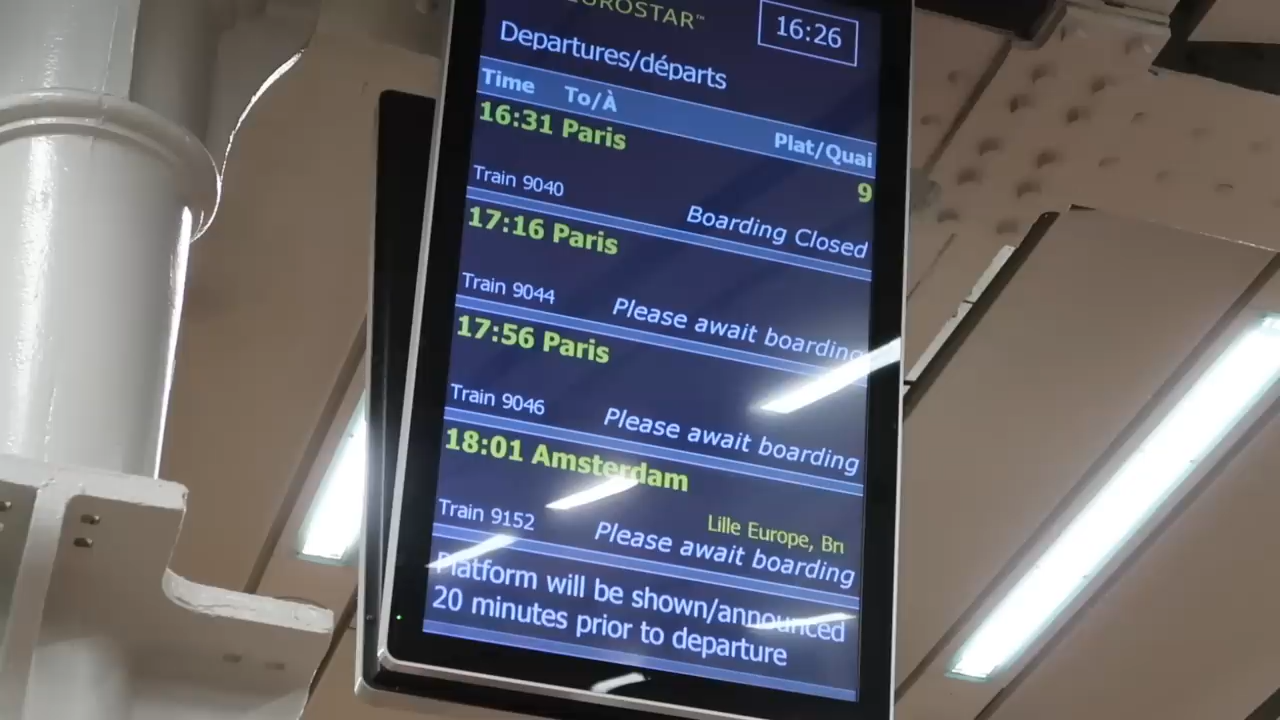 EUROSTAR™
16:26
Departures/départs
Time To/À Plat/Quai
16:31 Paris
9
Train 9040
Boarding Closed
17:16 Paris
Train 9044
Please await boarding
17:56 Paris
Train 9046
Please await boarding
18:01 Amsterdam
Lille Europe, Br
Train 9152
Please await boarding
Platform will be shown/announced
20 minutes prior to departure